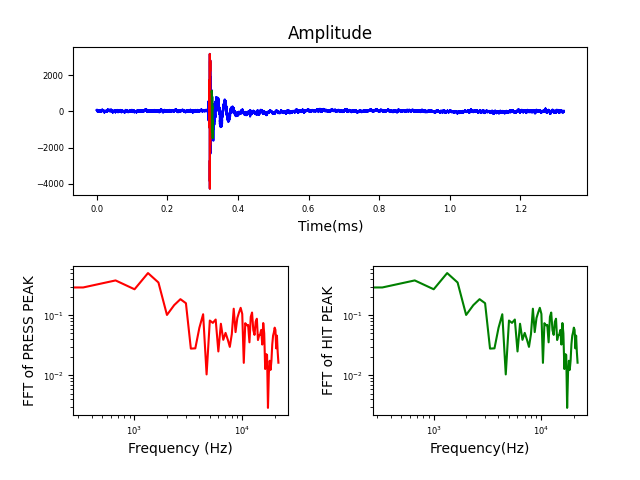 Amplitude
2000
0
−2000
−4000
0.0 0.2 0.4 0.6 0.8 1.0 1.2
Time(ms)
FFT of PRESS PEAK
10⁻¹
10⁻²
10³ 10⁴
Frequency (Hz)
FFT of HIT PEAK
10⁻¹
10⁻²
10³ 10⁴
Frequency(Hz)